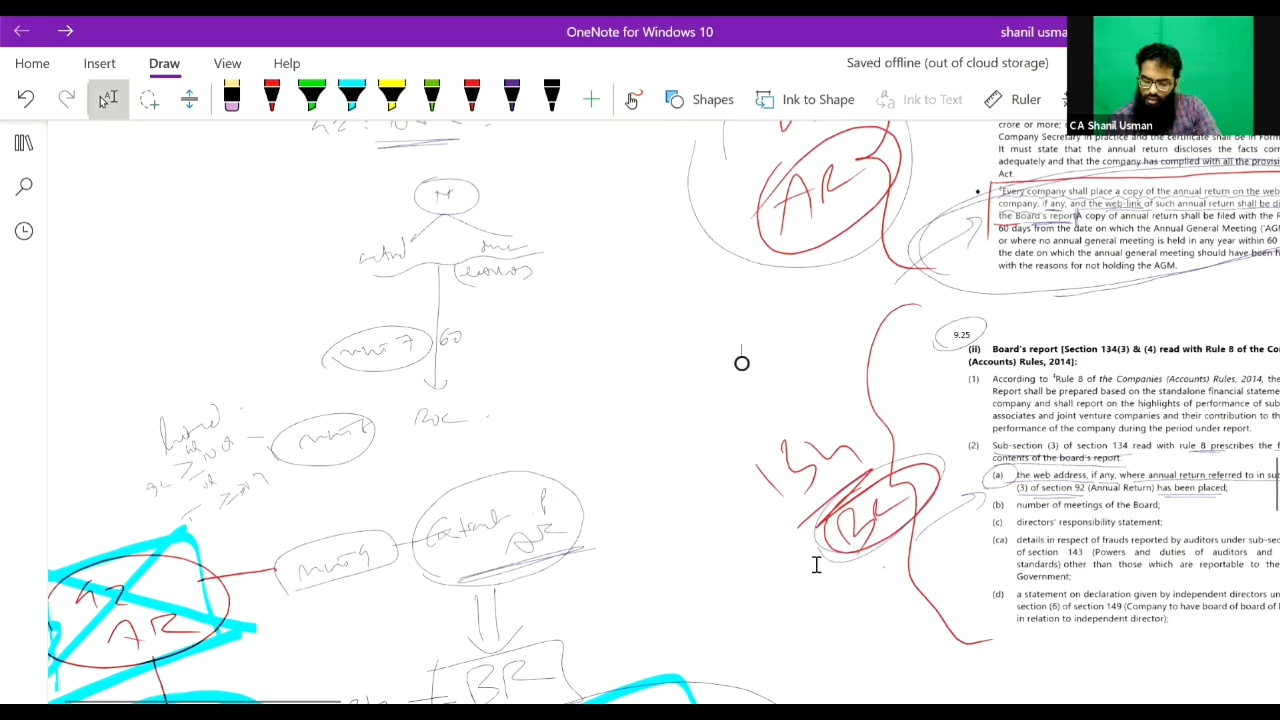 OneNote for Windows 10
shanil usma
Home Insert Draw View Help
Saved offline (out of cloud storage)
Shapes Ink to Shape Ink to Text Ruler
CA Shanil Usman
crore or more;
Company Secretary in practice and the certificate shall be in Form
It must state that the annual return discloses the facts corr
adequately and that the company has complied with all the provisi
Act.
Every company shall place a copy of the annual return on the web
company, if any, and the web-link of such annual return shall be di
the Board's report A copy of annual return shall be filed with the R
60 days from the date on which the Annual General Meeting ('AGM
or where no annual general meeting is held in any year within 60
the date on which the annual general meeting should have been h
with the reasons for not holding the AGM.
AR
9.25
(ii) Board's report [Section 134(3) & (4) read with Rule 8 of the Co
(Accounts) Rules, 2014]:
(1) According to 4Rule 8 of the Companies (Accounts) Rules, 2014, the
Report shall be prepared based on the standalone financial stateme
company and shall report on the highlights of performance of sub
associates and joint venture companies and their contribution to th
performance of the company during the period under report.
(2) Sub-section (3) of section 134 read with rule 8 prescribes the f
contents of the board's report.
(a) the web address, if any, where annual return referred to in su
(3) of section 92 (Annual Return) has been placed;
(b) number of meetings of the Board;
(c) directors' responsibility statement;
(ca) details in respect of frauds reported by auditors under sub-sec
of section 143 (Powers and duties of auditors and
standards) other than those which are reportable to the
Government;
(d) a statement on declaration given by independent directors un
section (6) of section 149 (Company to have board of board of
in relation to independent director);
60
ROC
AR
92
AR
BR
BR